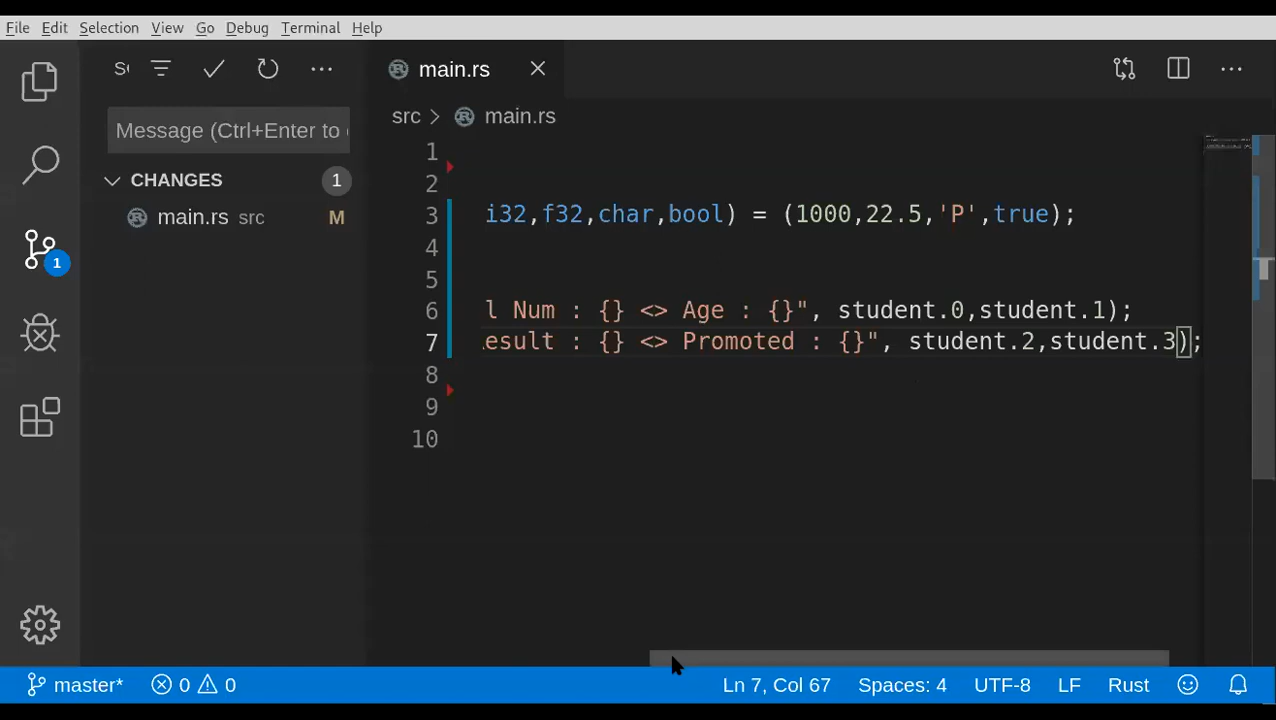 File Edit Selection View Go Debug Terminal Help
main.rs
Message (Ctrl+Enter to
src > main.rs
CHANGES 1
main.rs src M
1
2
3 i32,f32,char,bool) = (1000,22.5,'P',true);
4
5
6 l Num : {} <> Age : {}", student.0,student.1);
7 esult : {} <> Promoted : {}", student.2,student.3);
8
9
10
1
master* 0 0 Ln 7, Col 67 Spaces: 4 UTF-8 LF Rust